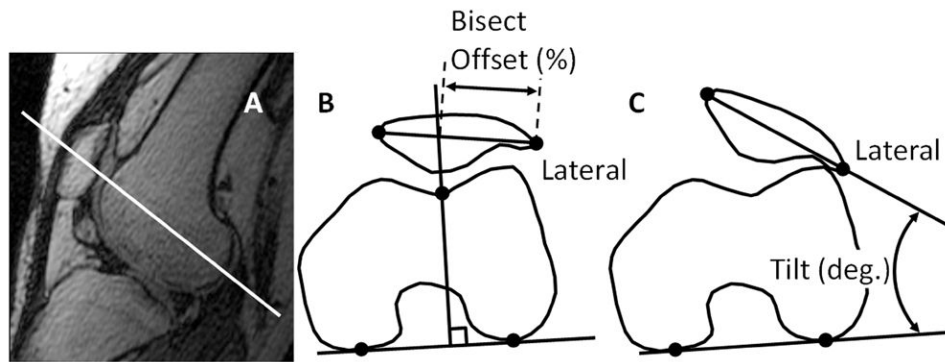 A
Bisect
Offset (%)
B
Lateral
C
Lateral
Tilt (deg.)